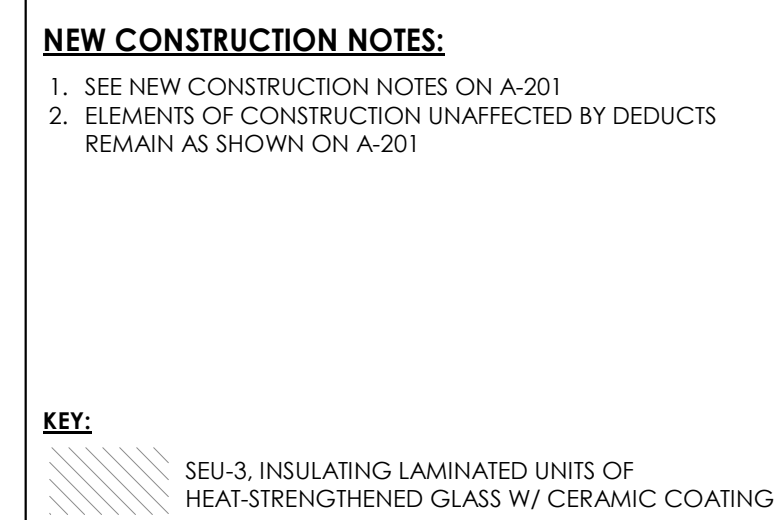 NEW CONSTRUCTION NOTES:
1. SEE NEW CONSTRUCTION NOTES ON A-201
2. ELEMENTS OF CONSTRUCTION UNAFFECTED BY DEDUCTS
REMAIN AS SHOWN ON A-201
KEY:
SEU-3, INSULATING LAMINATED UNITS OF
HEAT-STRENGTHENED GLASS W/ CERAMIC COATING